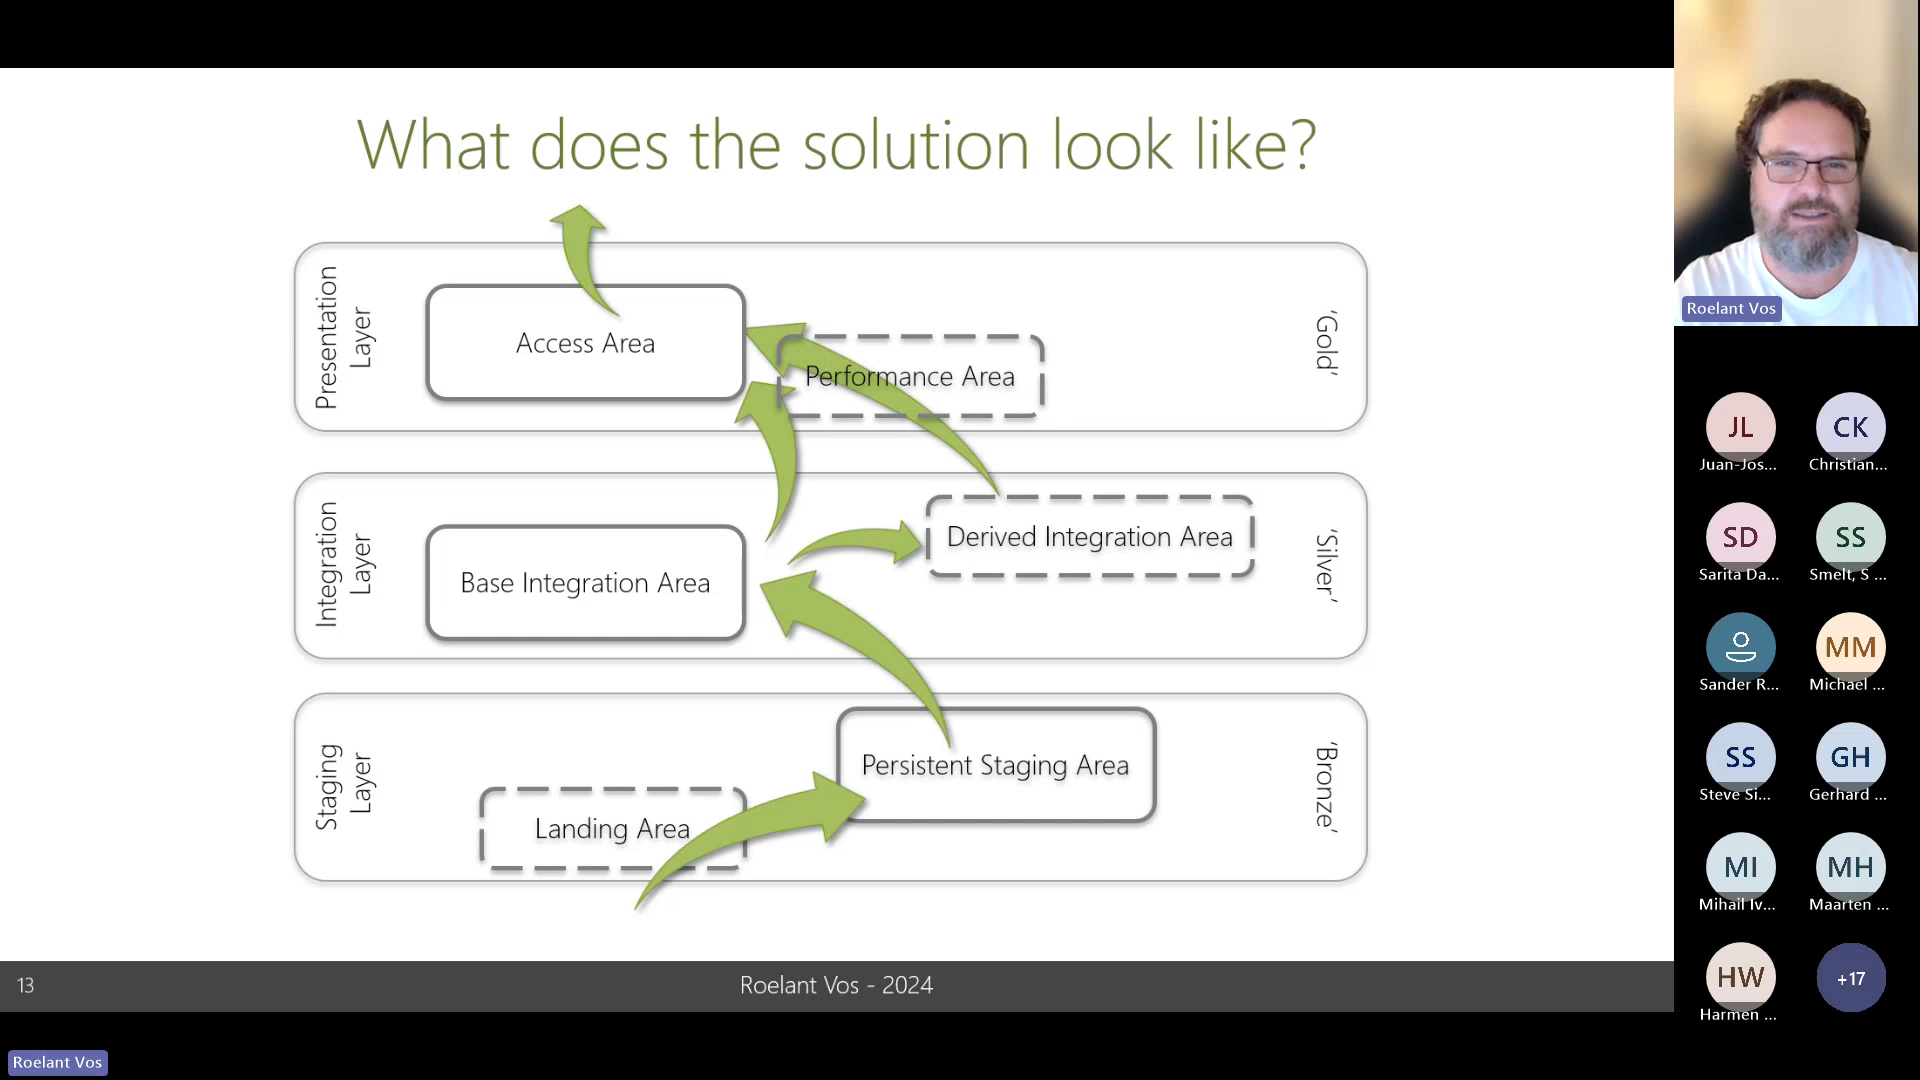 What does the solution look like?
Presentation
Layer
Access Area
Performance Area
'Gold'
Integration
Layer
Base Integration Area
Derived Integration Area
'Silver'
Staging
Layer
Landing Area
Persistent Staging Area
'Bronze'
13
Roelant Vos - 2024
Roelant Vos
Roelant Vos
JL
Juan-Jos...
CK
Christian...
SD
Sarita Da...
SS
Smelt, S ...
Sander R...
MM
Michael ...
SS
Steve Si...
GH
Gerhard ...
MI
Mihail Iv...
MH
Maarten ...
HW
Harmen ...
+17